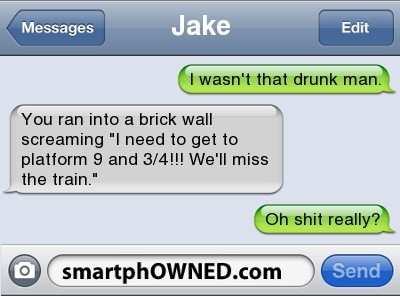 Messages
Jake
Edit
I wasn't that drunk man.
You ran into a brick wall
screaming "I need to get to
platform 9 and 3/4!!! We'll miss
the train."
Oh shit really?
smartphOWNED.com
Send